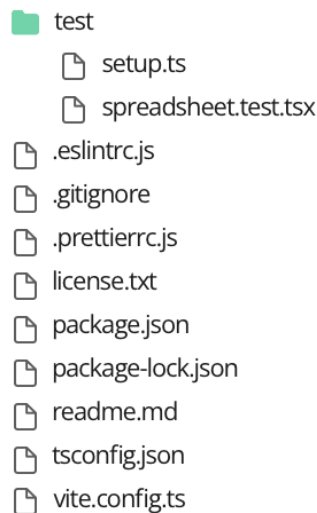 test
setup.ts
spreadsheet.test.tsx
.eslintrc.js
.gitignore
.prettierrc.js
license.txt
package.json
package-lock.json
readme.md
tsconfig.json
vite.config.ts